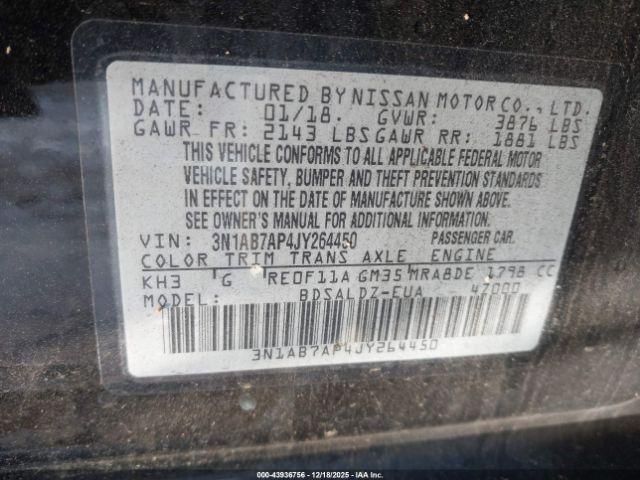 MANUFACTURED BY NISSAN MOTOR CO., LTD.
DATE: 01/18. GVWR: 3876 LBS
GAWR FR: 2143 LBS GAWR RR: 1881 LBS
THIS VEHICLE CONFORMS TO ALL APPLICABLE FEDERAL MOTOR
VEHICLE SAFETY, BUMPER AND THEFT PREVENTION STANDARDS
IN EFFECT ON THE DATE OF MANUFACTURE SHOWN ABOVE.
SEE OWNER'S MANUAL FOR ADDITIONAL INFORMATION.
VIN: 3N1AB7AP4JY264450 PASSENGER CAR.
COLOR TRIM TRANS AXLE ENGINE
KH3 G RE0F11A GM35 MRA8DE 1798 CC
MODEL: BDSALDZ-EUA 47000
3N1AB7AP4JY264450
000-43936756 - 12/18/2025 - IAA Inc.